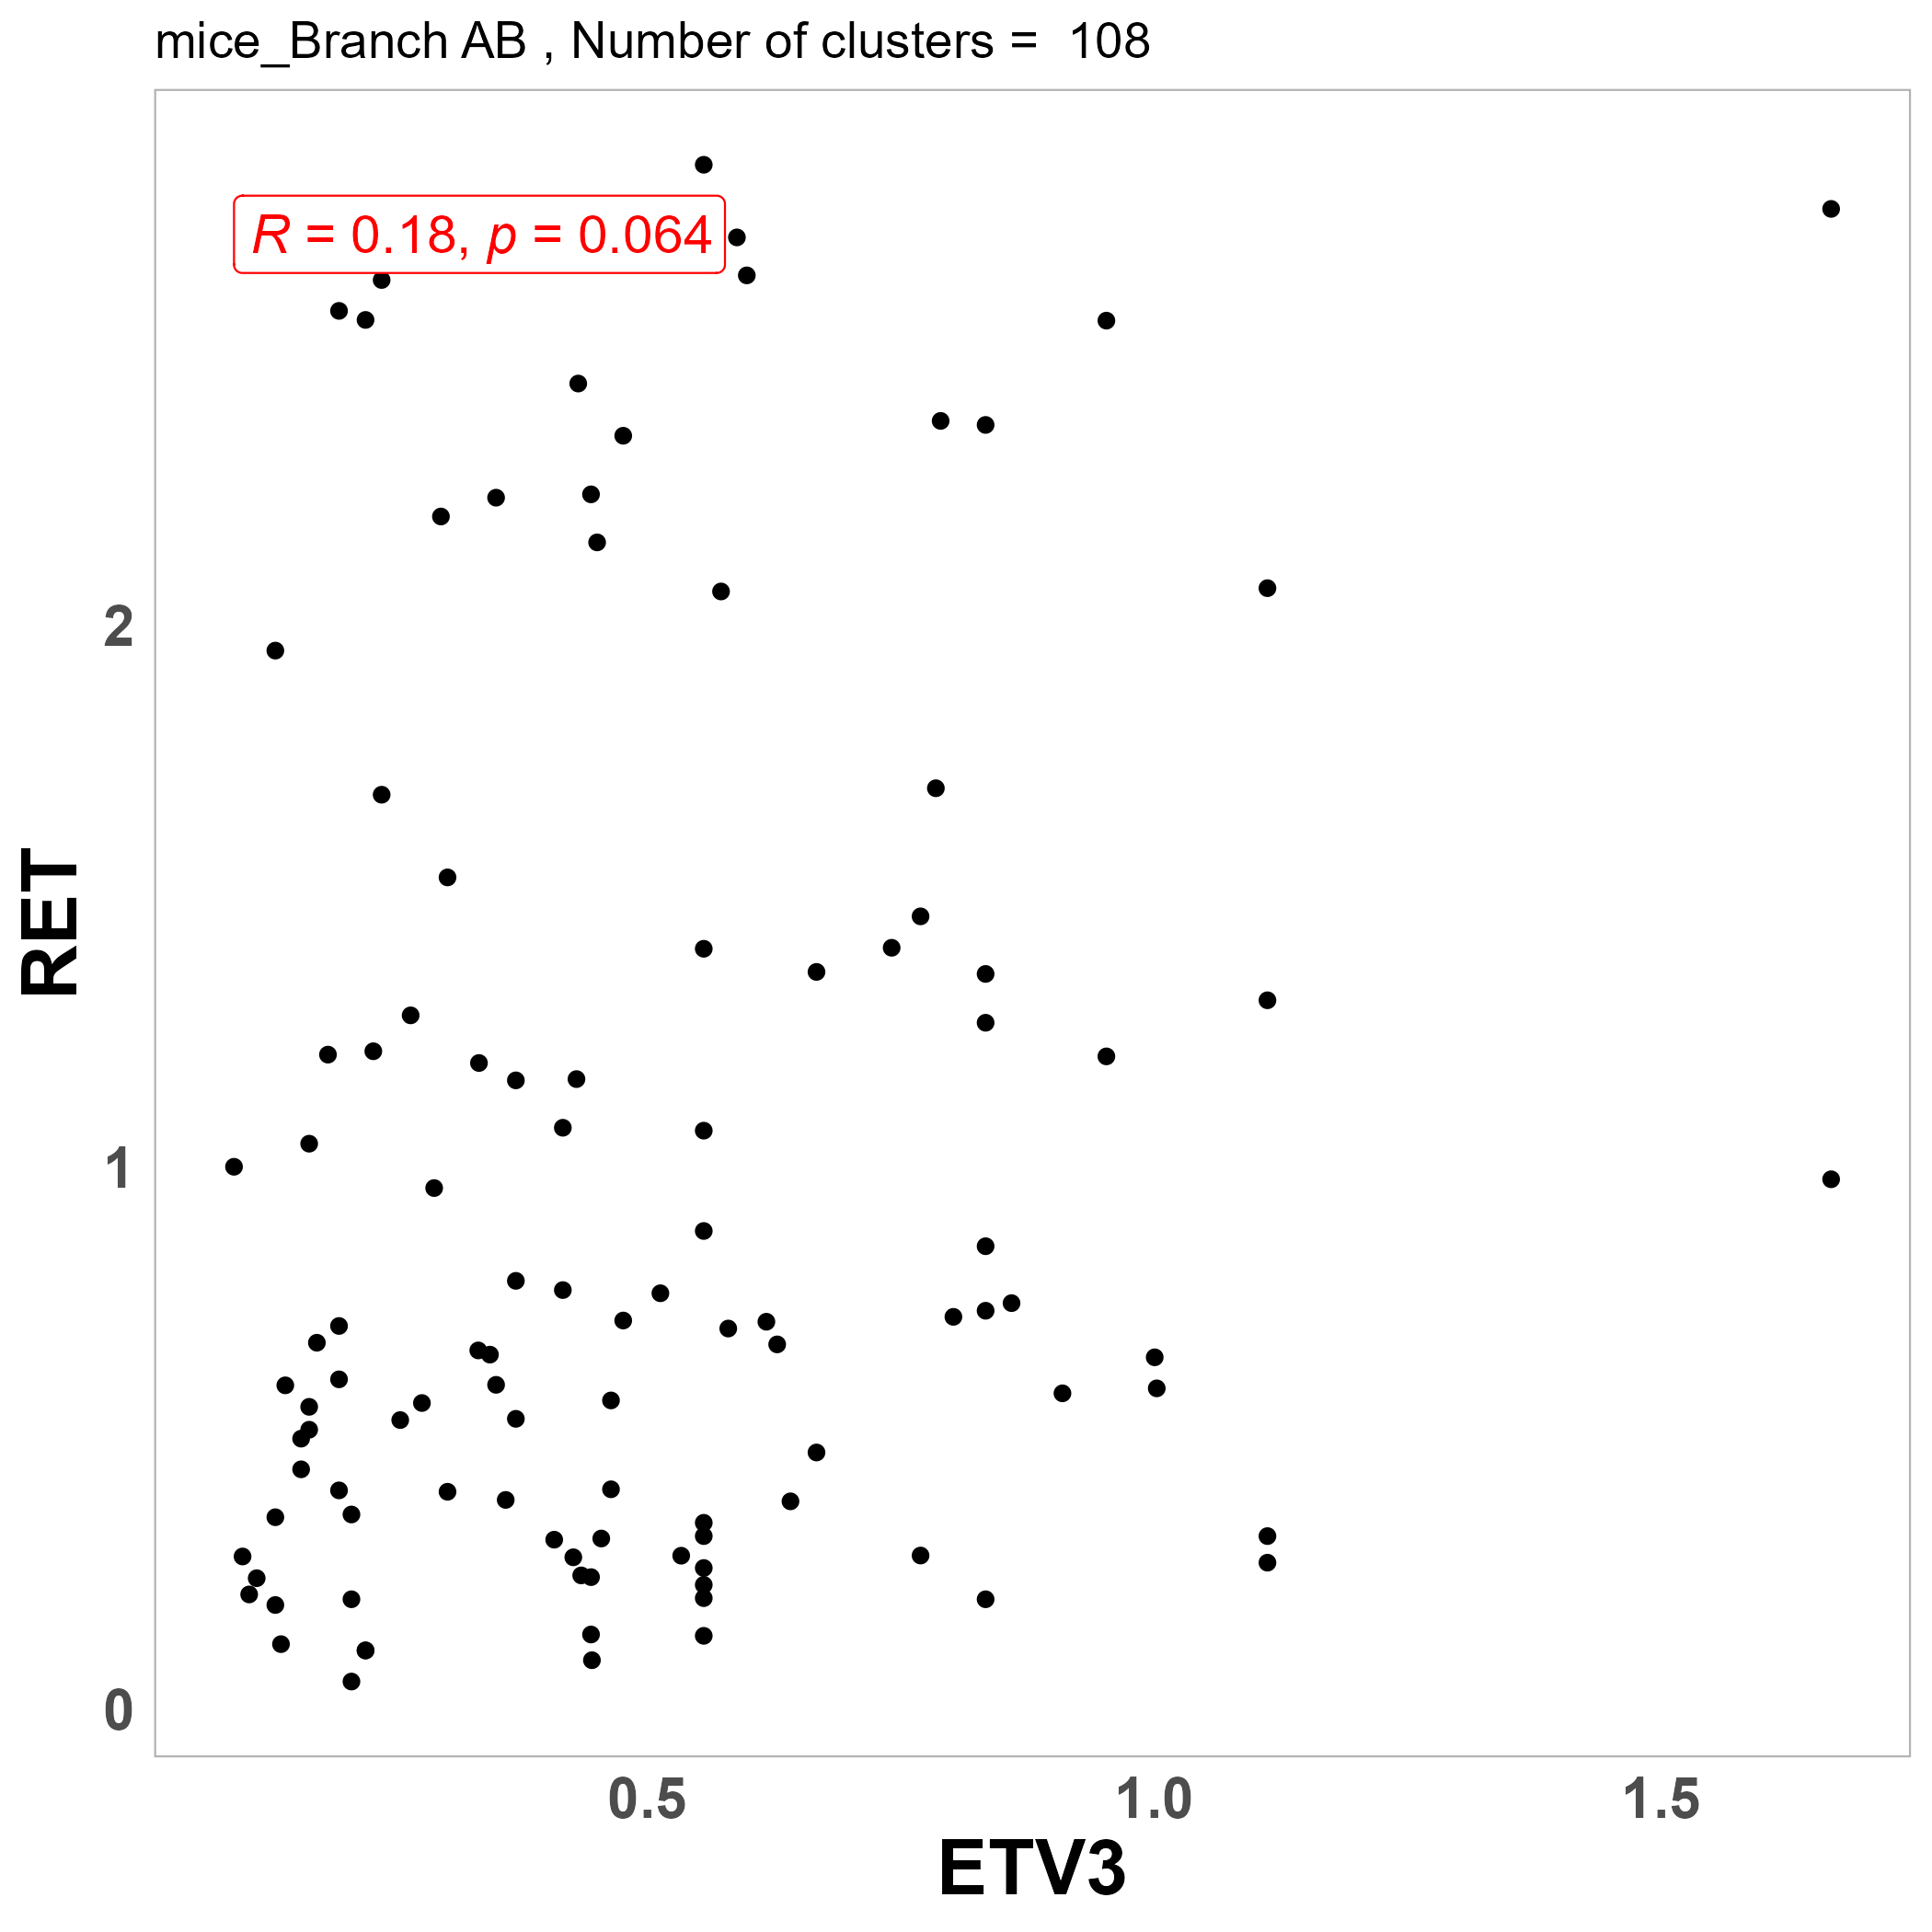 mice_Branch AB , Number of clusters =  108
R = 0.18, p = 0.064
2
1
0
RET
0.5 1.0 1.5
ETV3